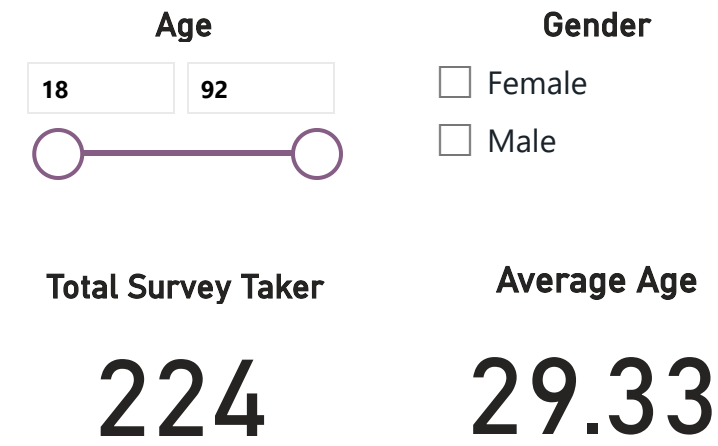 Age
18
92
Gender
Female
Male
Total Survey Taker
224
Average Age
29.33